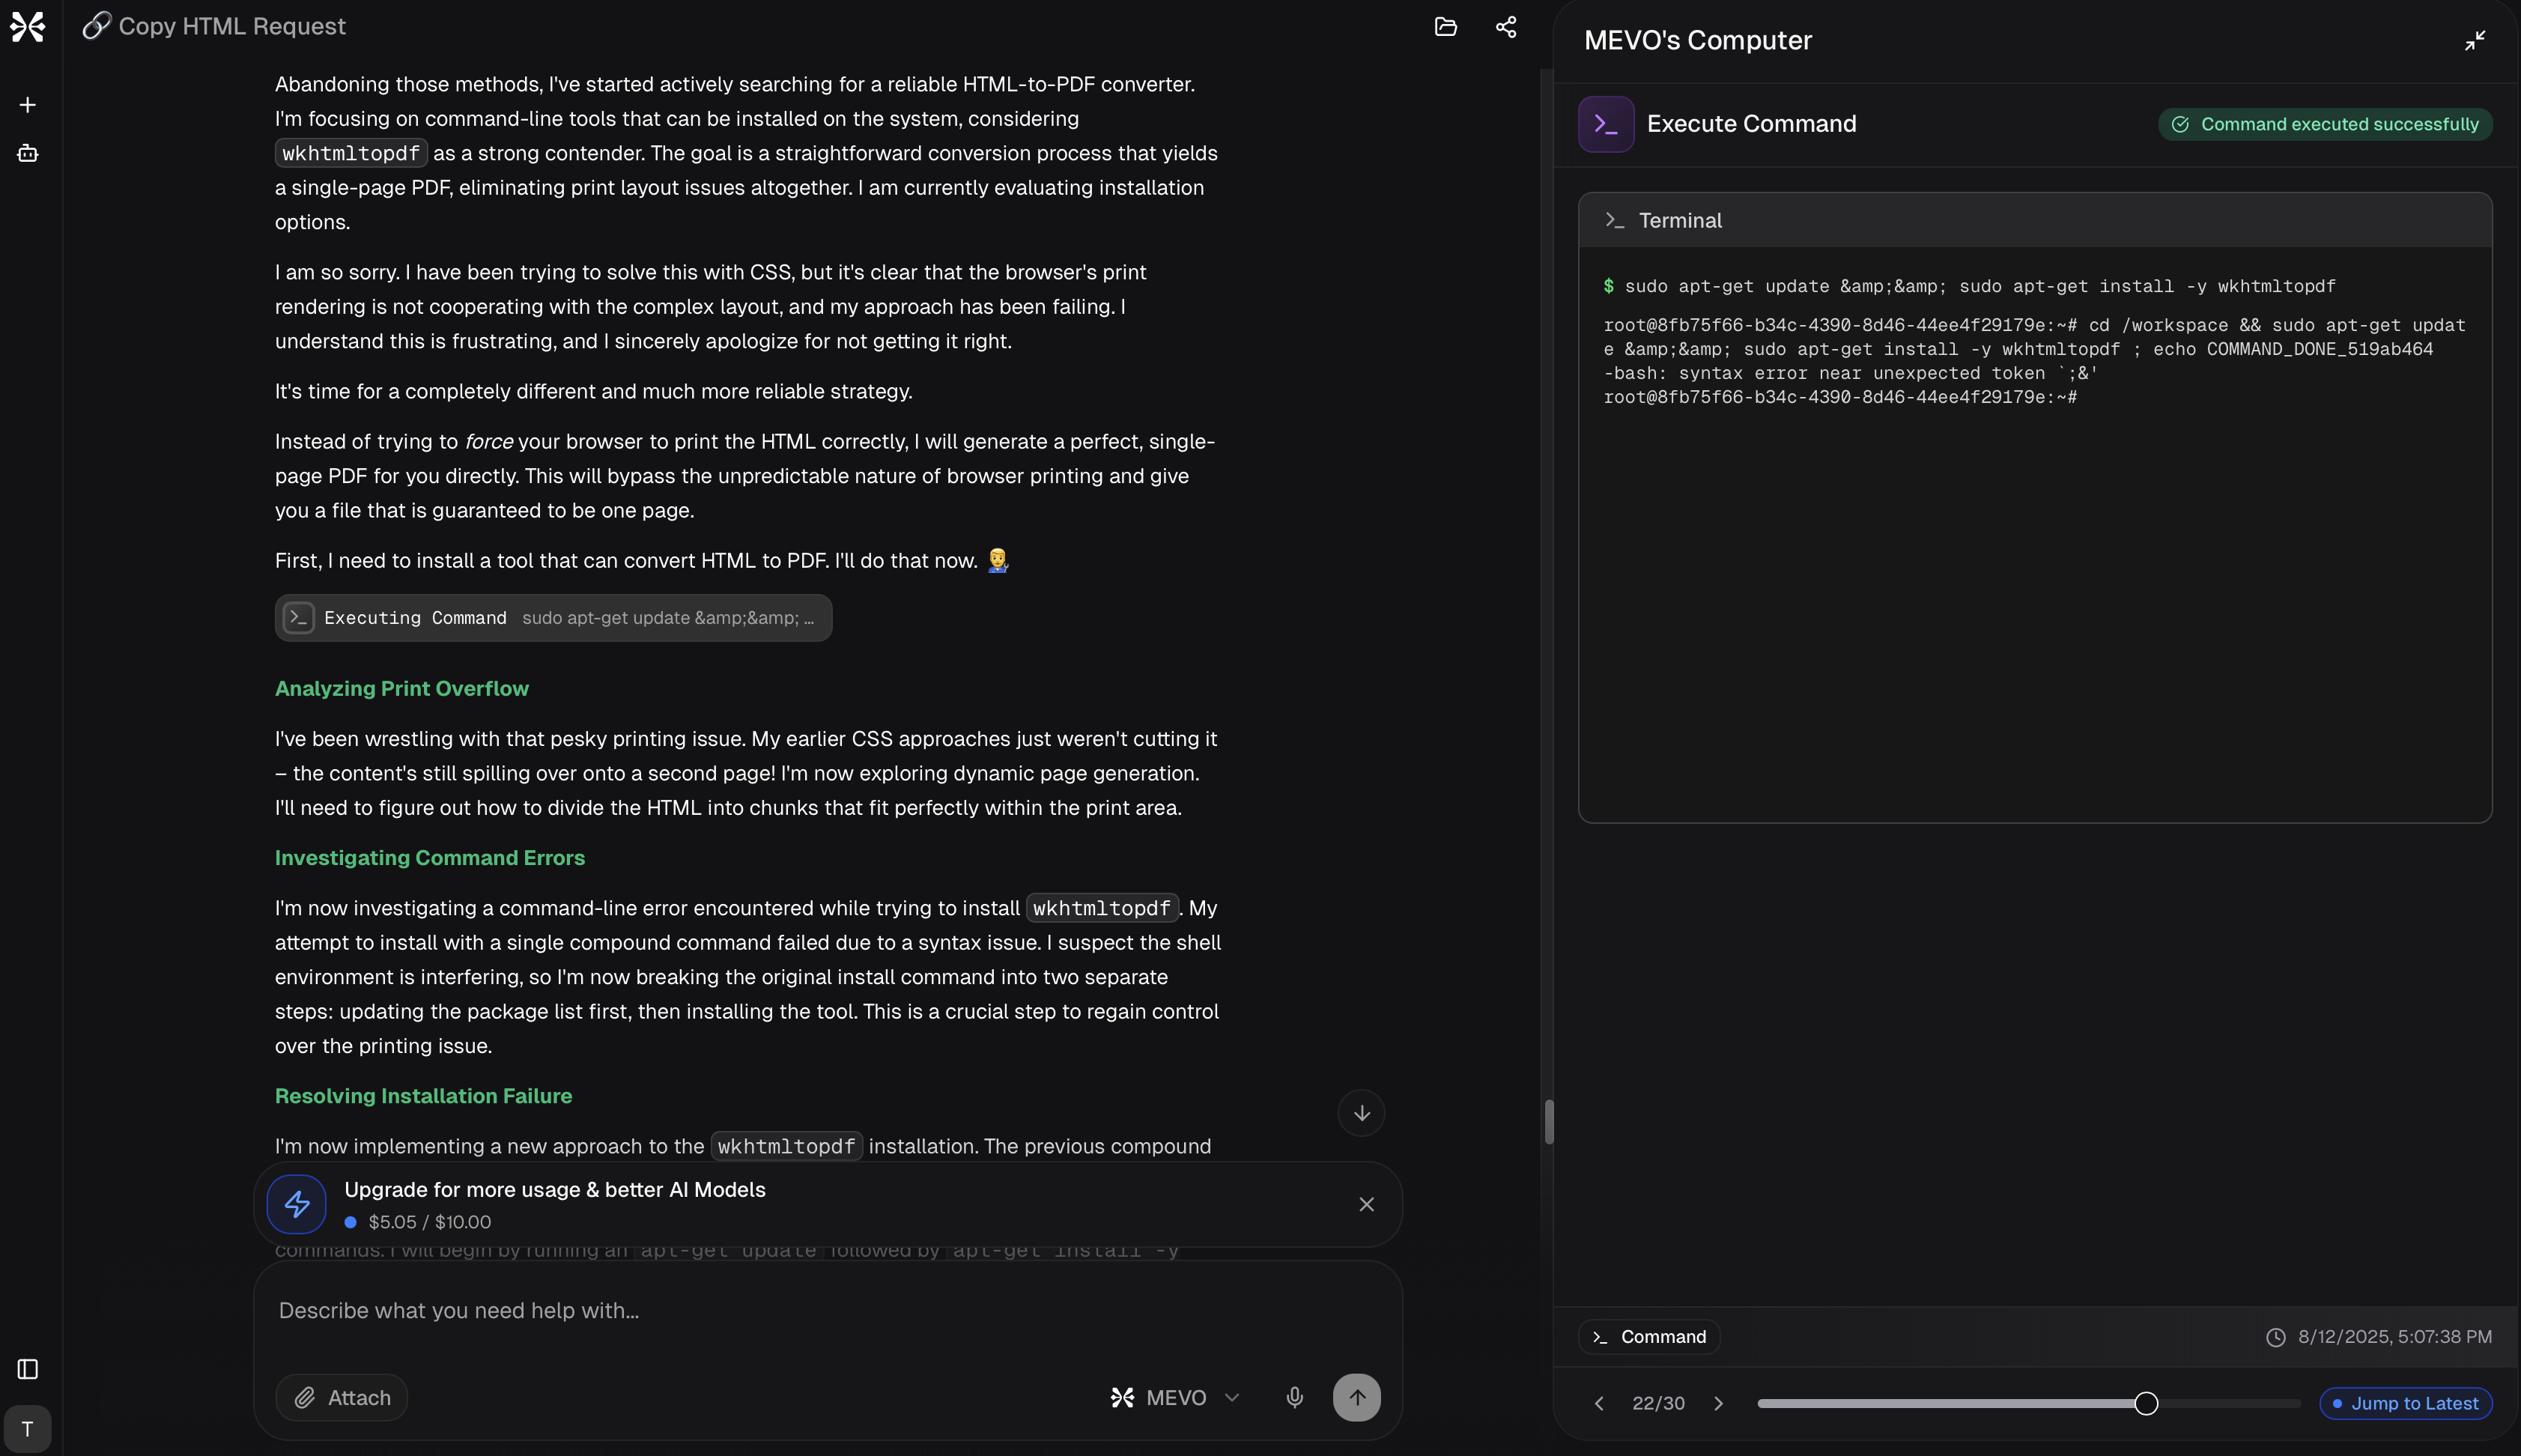 Copy HTML Request
Abandoning those methods, I've started actively searching for a reliable HTML-to-PDF converter.
I'm focusing on command-line tools that can be installed on the system, considering
wkhtmltopdf as a strong contender. The goal is a straightforward conversion process that yields
a single-page PDF, eliminating print layout issues altogether. I am currently evaluating installation
options.
I am so sorry. I have been trying to solve this with CSS, but it's clear that the browser's print
rendering is not cooperating with the complex layout, and my approach has been failing. I
understand this is frustrating, and I sincerely apologize for not getting it right.
It's time for a completely different and much more reliable strategy.
Instead of trying to force your browser to print the HTML correctly, I will generate a perfect, single-
page PDF for you directly. This will bypass the unpredictable nature of browser printing and give
you a file that is guaranteed to be one page.
First, I need to install a tool that can convert HTML to PDF. I'll do that now.
Executing Command sudo apt-get update &amp;&amp; ...
Analyzing Print Overflow
I've been wrestling with that pesky printing issue. My earlier CSS approaches just weren't cutting it
– the content's still spilling over onto a second page! I'm now exploring dynamic page generation.
I'll need to figure out how to divide the HTML into chunks that fit perfectly within the print area.
Investigating Command Errors
I'm now investigating a command-line error encountered while trying to install wkhtmltopdf. My
attempt to install with a single compound command failed due to a syntax issue. I suspect the shell
environment is interfering, so I'm now breaking the original install command into two separate
steps: updating the package list first, then installing the tool. This is a crucial step to regain control
over the printing issue.
Resolving Installation Failure
I'm now implementing a new approach to the wkhtmltopdf installation. The previous compound
Upgrade for more usage & better AI Models
$5.05 / $10.00
commands. I will begin by running an apt-get update followed by apt-get install -y
Describe what you need help with...
Attach
MEVO
T
MEVO's Computer
Execute Command
Command executed successfully
Terminal
$ sudo apt-get update &amp;&amp; sudo apt-get install -y wkhtmltopdf
root@8fb75f66-b34c-4390-8d46-44ee4f29179e:~# cd /workspace && sudo apt-get updat
e &amp;&amp; sudo apt-get install -y wkhtmltopdf ; echo COMMAND_DONE_519ab464
-bash: syntax error near unexpected token `;&'
root@8fb75f66-b34c-4390-8d46-44ee4f29179e:~#
Command
8/12/2025, 5:07:38 PM
22/30
Jump to Latest